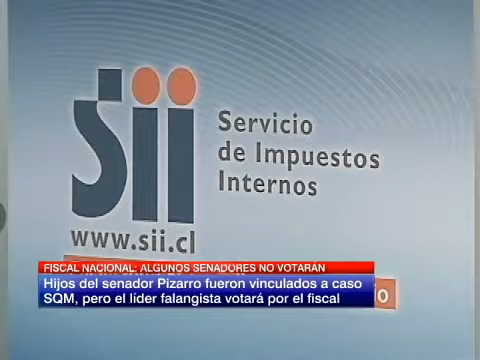 sii
Servicio
de Impuestos
Internos
www.sii.cl
FISCAL NACIONAL: ALGUNOS SENADORES NO VOTARÁN
Hijos del senador Pizarro fueron vinculados a caso
SQM, pero el líder falangista votará por el fiscal